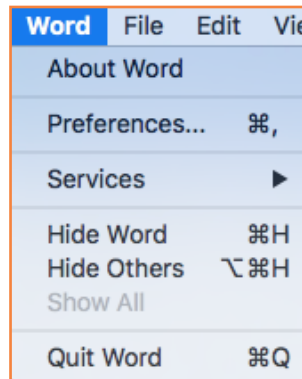 Word File Edit
About Word
Preferences... ⌘,
Services ▶
Hide Word ⌘H
Hide Others ⌥⌘H
Show All
Quit Word ⌘Q